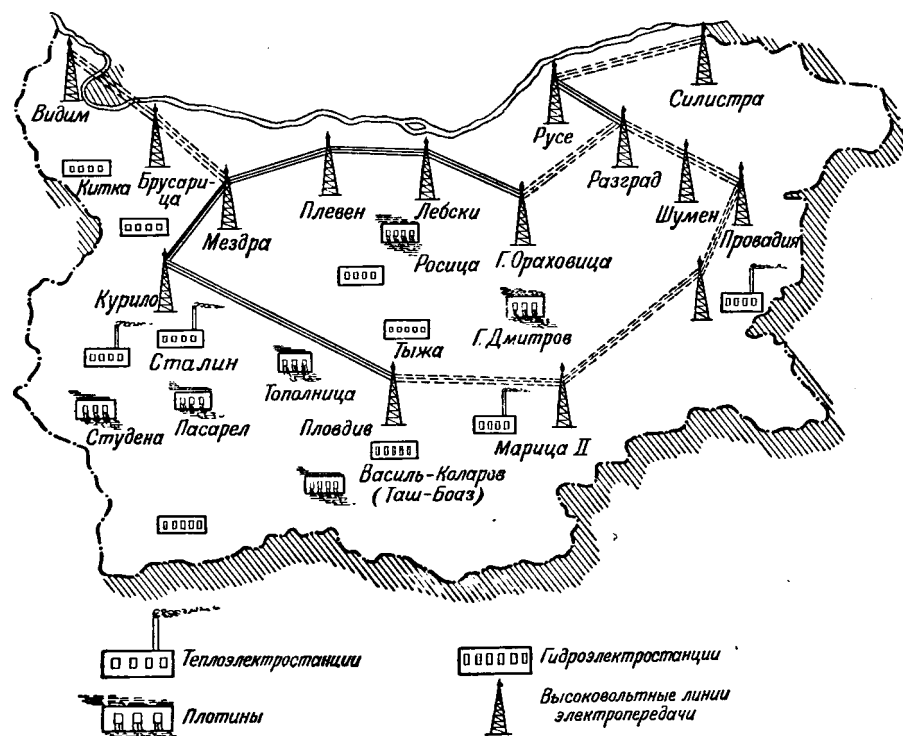 Видим
Силистра
Русе
Китка
Брусари-
ца
Разград
Плевен
Лебски
Шумен
Мездра
Провадия
Росица
Г. Ораховица
Курило
Сталин
Тыжа
Г. Дмитров
Тополница
Студена
Пасарел
Пловдив
Марица II
Василь-Коларов
(Таш-Боаз)
Теплоэлектростанции
Гидроэлектростанции
Плотины
Высоковольтные линии
электропередачи